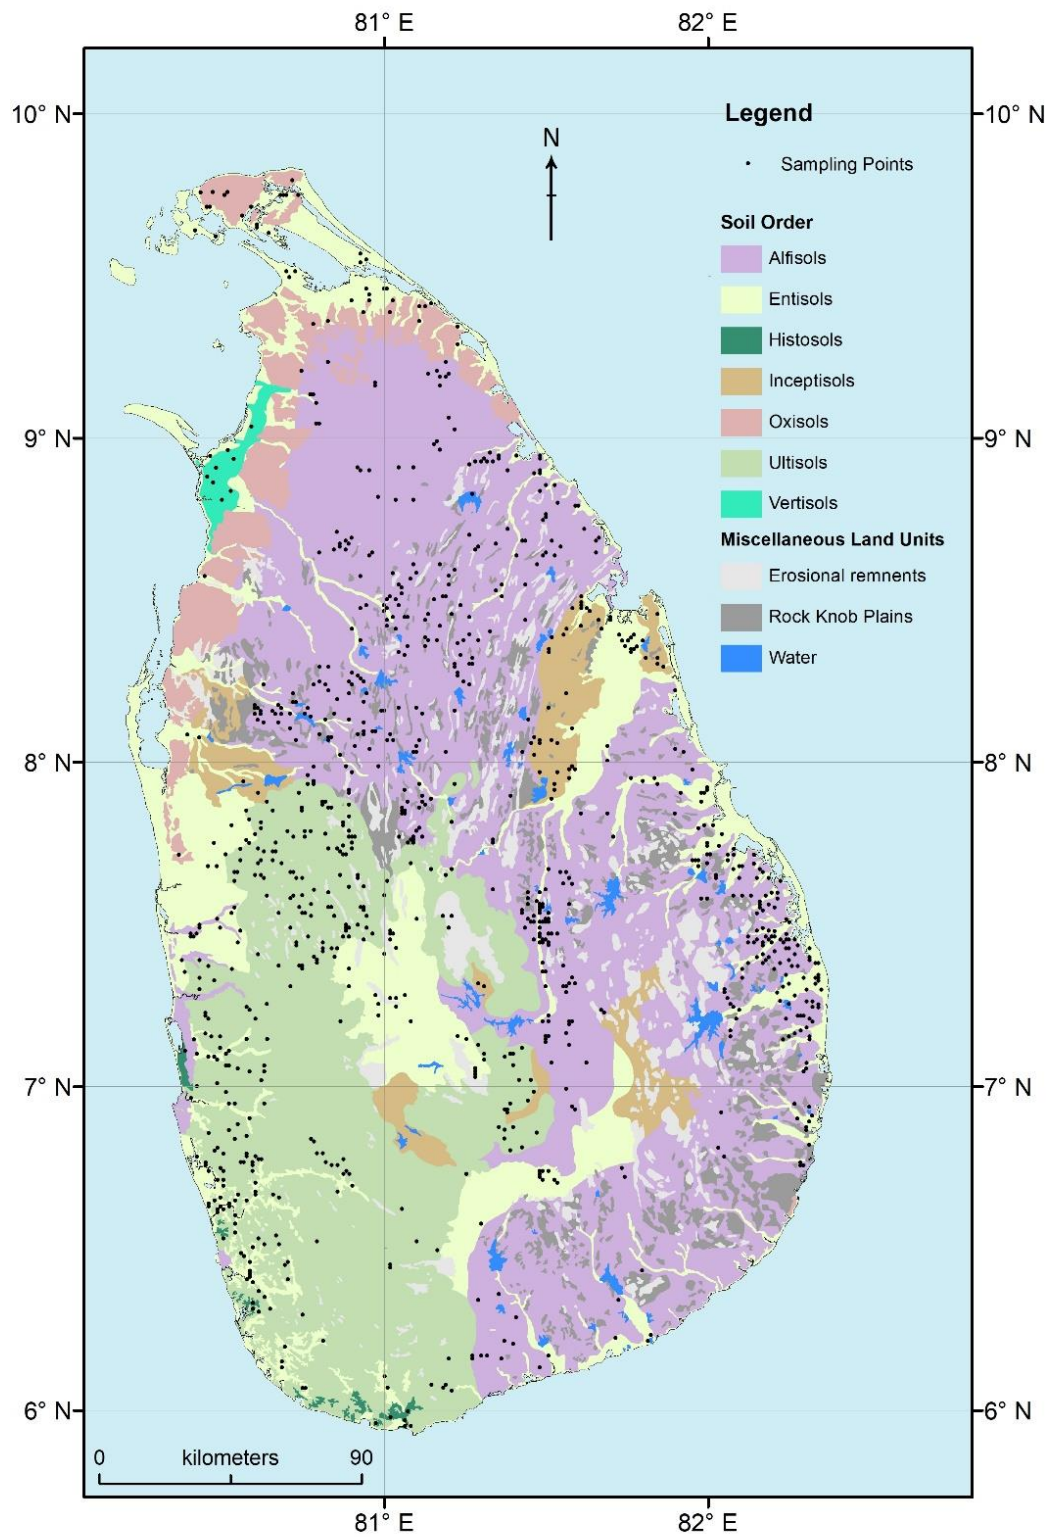 81° E 82° E
10° N 10° N
Legend
N
Sampling Points
Soil Order
Alfisols
Entisols
Histosols
Inceptisols
Oxisols
9° N 9° N
Ultisols
Vertisols
Miscellaneous Land Units
Erosional remnents
Rock Knob Plains
Water
8° N 8° N
7° N 7° N
6° N 6° N
0 kilometers 90
81° E 82° E